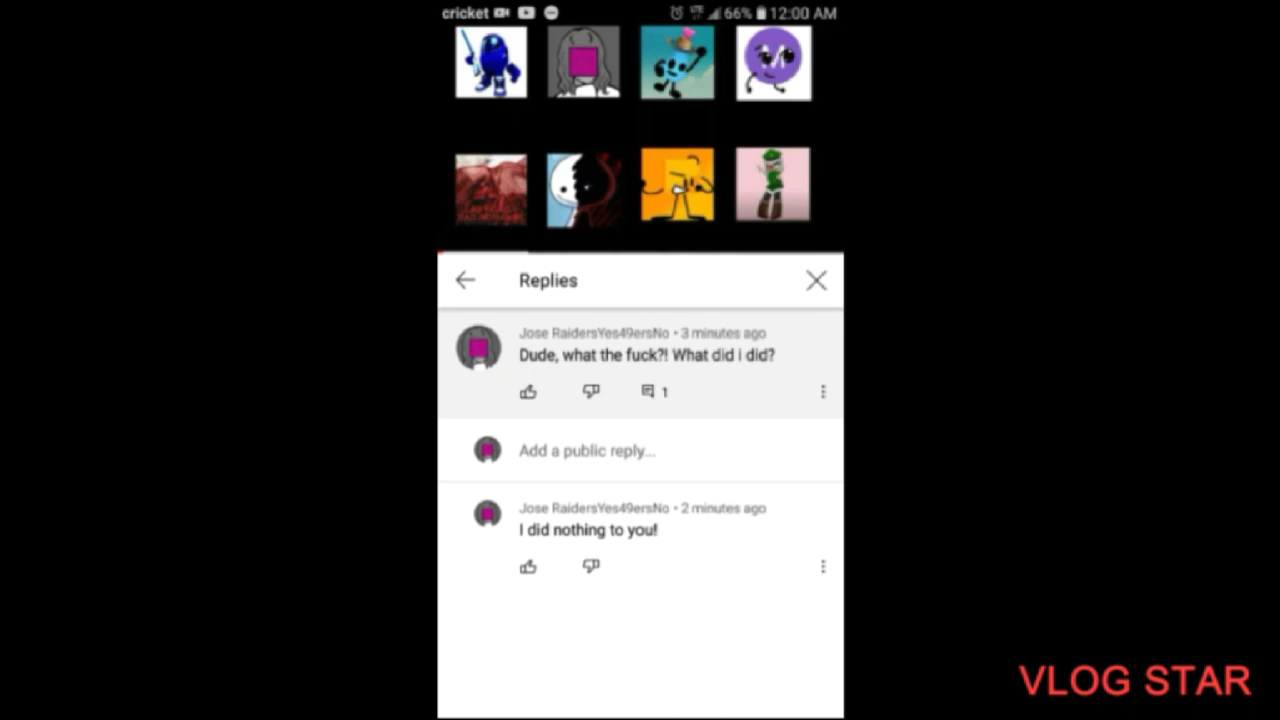 cricket
LTE 66% 12:00 AM
Replies
Jose RaidersYes49ersNo • 3 minutes ago
Dude, what the fuck?! What did i did?
1
Add a public reply...
Jose RaidersYes49ersNo • 2 minutes ago
I did nothing to you!
VLOG STAR